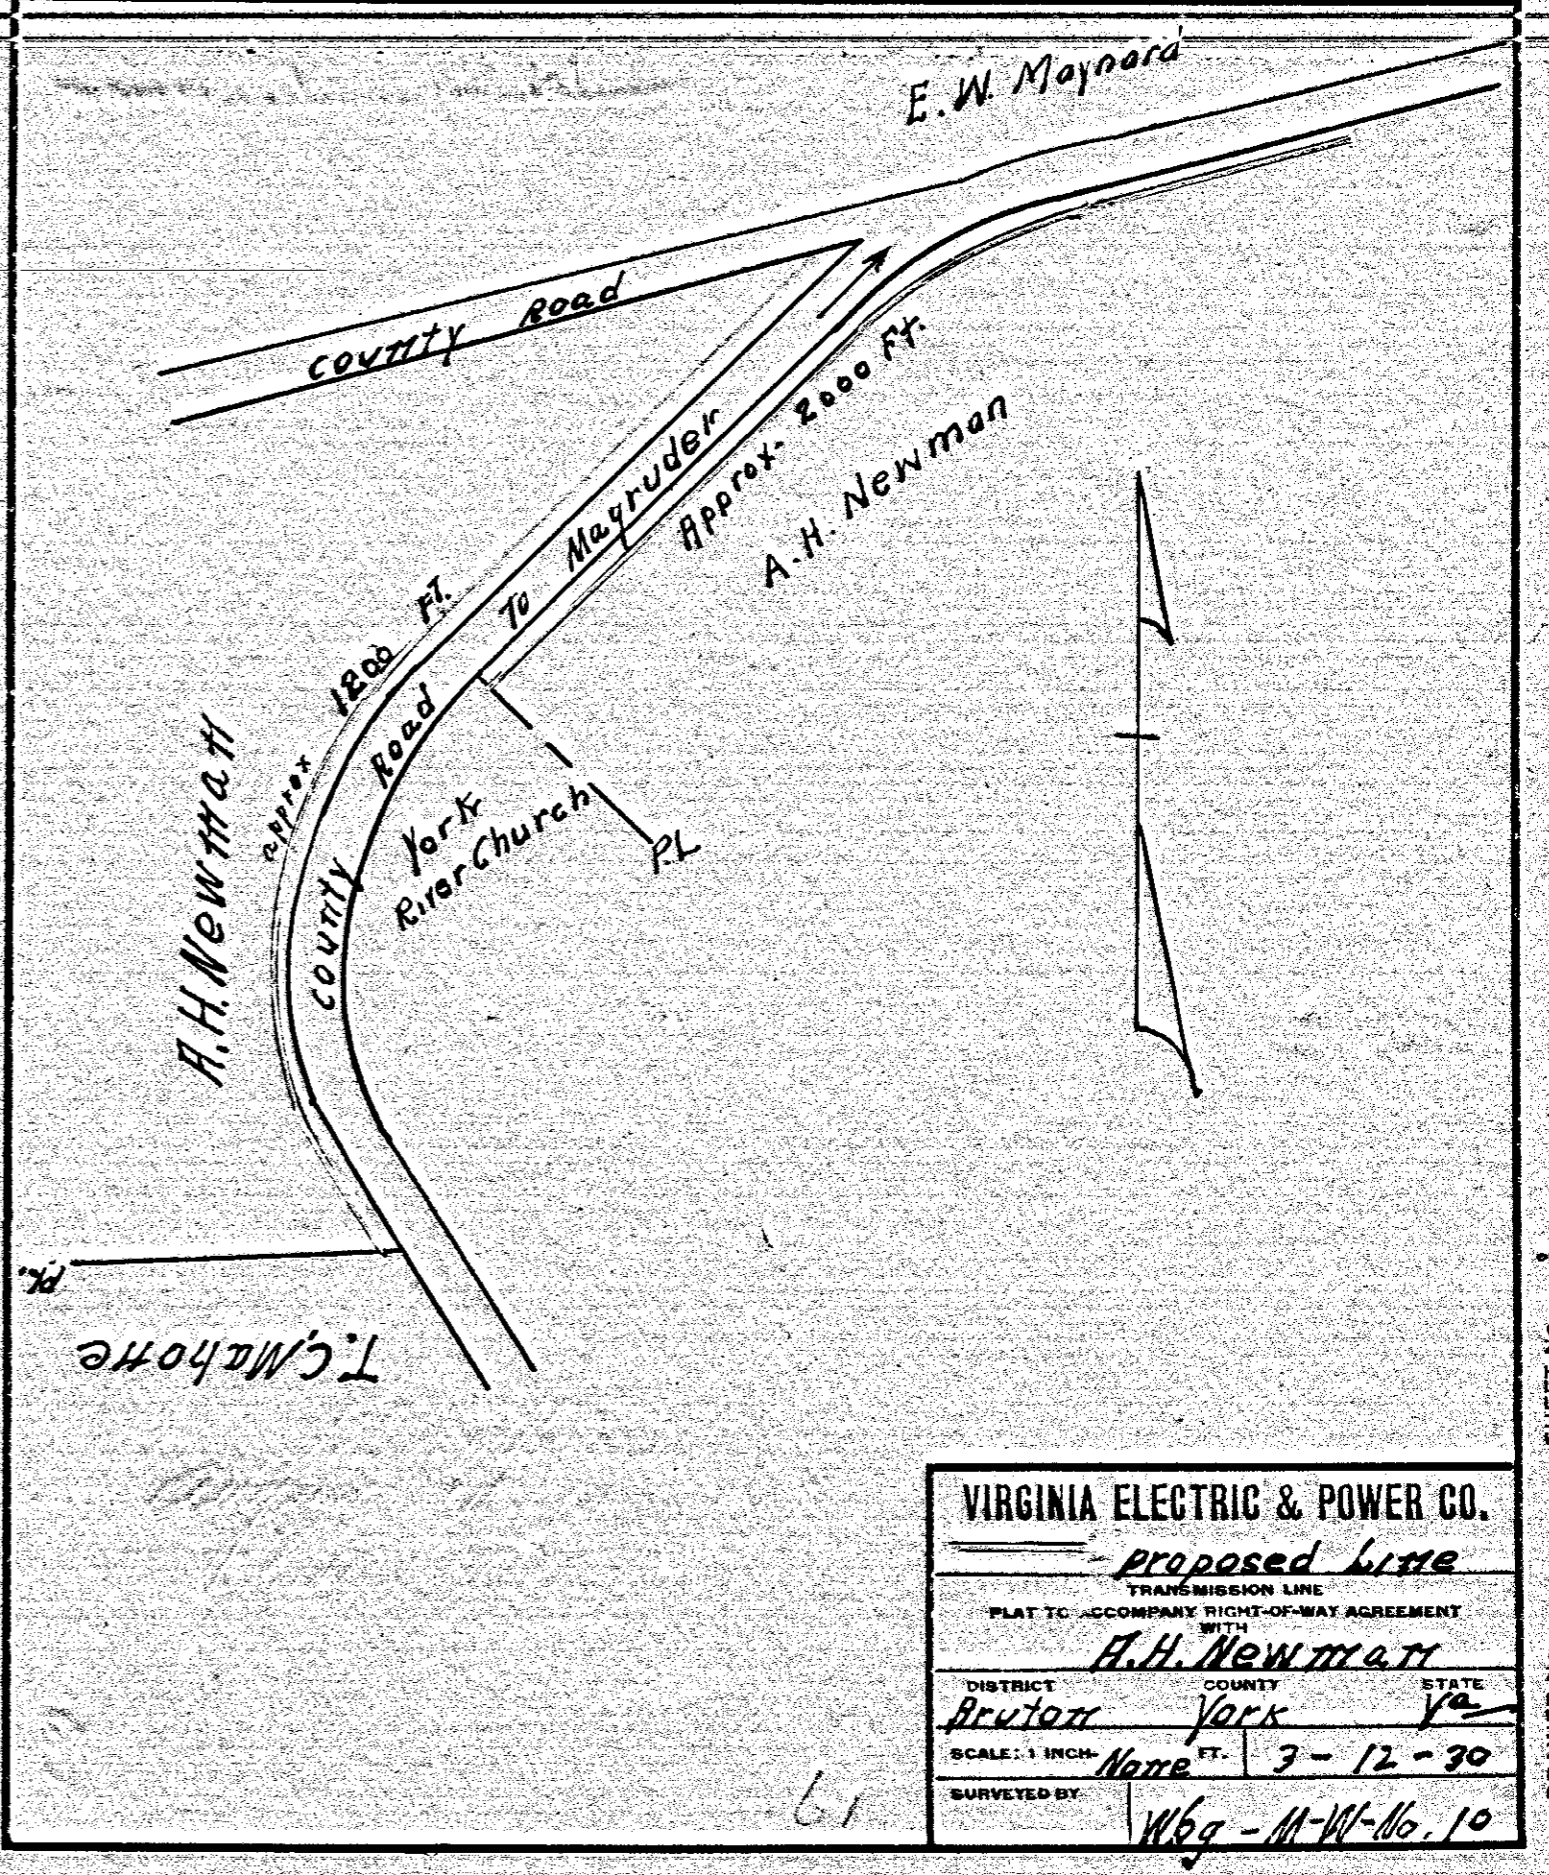 E.W. Maynard
County Road
Approx- 2000 Ft.
A.H. Newman
County Road To Magruder
approx 1200 Ft.
A.H. Newman
York
River Church
P.L
P.L.
T.C. Mahone
VIRGINIA ELECTRIC & POWER CO.
proposed Line
TRANSMISSION LINE
PLAT TO ACCOMPANY RIGHT-OF-WAY AGREEMENT
WITH
A.H. Newman
DISTRICT COUNTY STATE
Bruton York Va
SCALE: 1 INCH- None FT. 3 - 12 - 30
SURVEYED BY
Wbg - M-W-No. 10